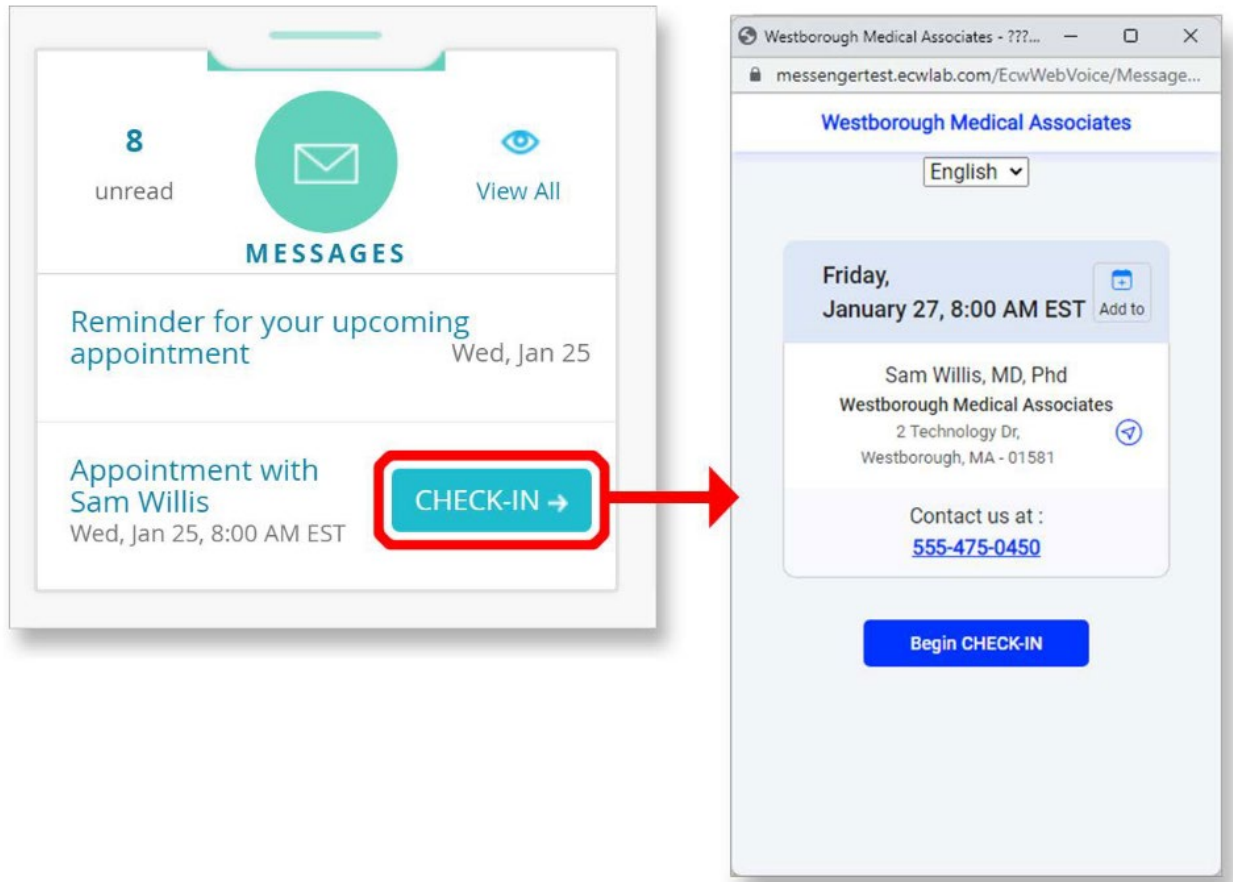 8
unread
View All
MESSAGES
Reminder for your upcoming
appointment
Wed, Jan 25
Appointment with
Sam Willis
Wed, Jan 25, 8:00 AM EST
CHECK-IN →
Westborough Medical Associates - ???...
messengertest.ecwlab.com/EcwWebVoice/Message...
Westborough Medical Associates
English
Friday,
January 27, 8:00 AM EST
Add to
Sam Willis, MD, Phd
Westborough Medical Associates
2 Technology Dr,
Westborough, MA - 01581
Contact us at :
555-475-0450
Begin CHECK-IN